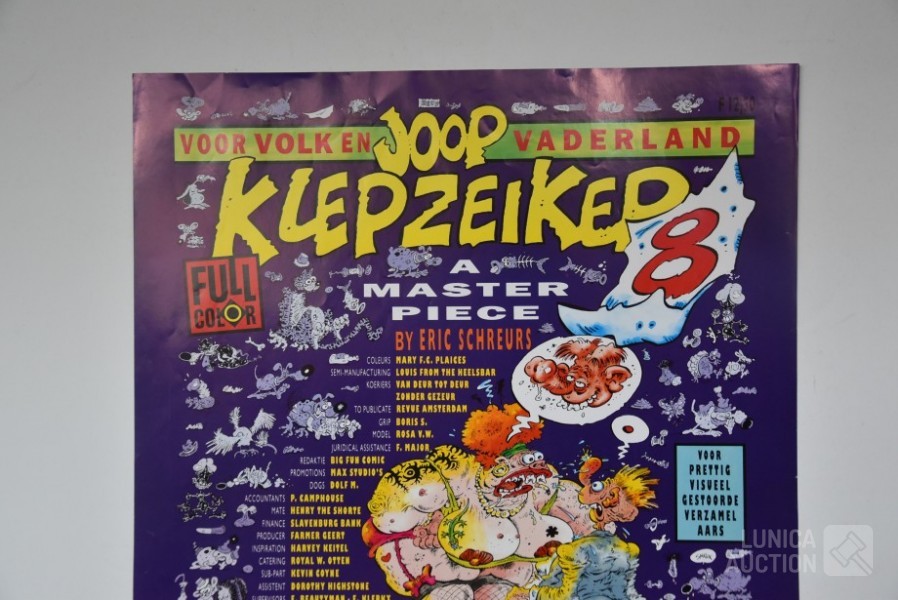 VOOR VOLK EN JOOP VADERLAND
KLEPZEIKER 8
FULL COLOR
A
MASTER
PIECE
BY ERIC SCHREURS
COLEURS MARY F.C. PLAICES
SEMI-MANUFACTURING LOUIS FROM THE HEELSBAR
KOERIERS VAN DEUR TOT DEUR
ZONDER GEZEUR
TO PUBLICATE REVUE AMSTERDAM
GRIP BORIS S.
MODEL ROSA V.W.
JURIDICAL ASSISTANCE F. MAJOR
REDAKTIE BIG FUN COMIC
PROMOTIONS MAX STUDIO'S
DOGS DOLF M.
ACCOUNTANTS P. CAMPHOUSE
MATE HENRY THE SHORTE
FINANCE SLAVENBURG BANK
PRODUCER FARMER GEERT
INSPIRATION HARVEY KEITEL
CATERING ROYAL W. OTTEN
SUB-PART KEVIN COYNE
ASSISTENT DOROTHY HIGHSTONE
VOOR
PRETTIG
VISUEEL
GESTOORDE
VERZAMEL
AARS
LUNICA
AUCTION